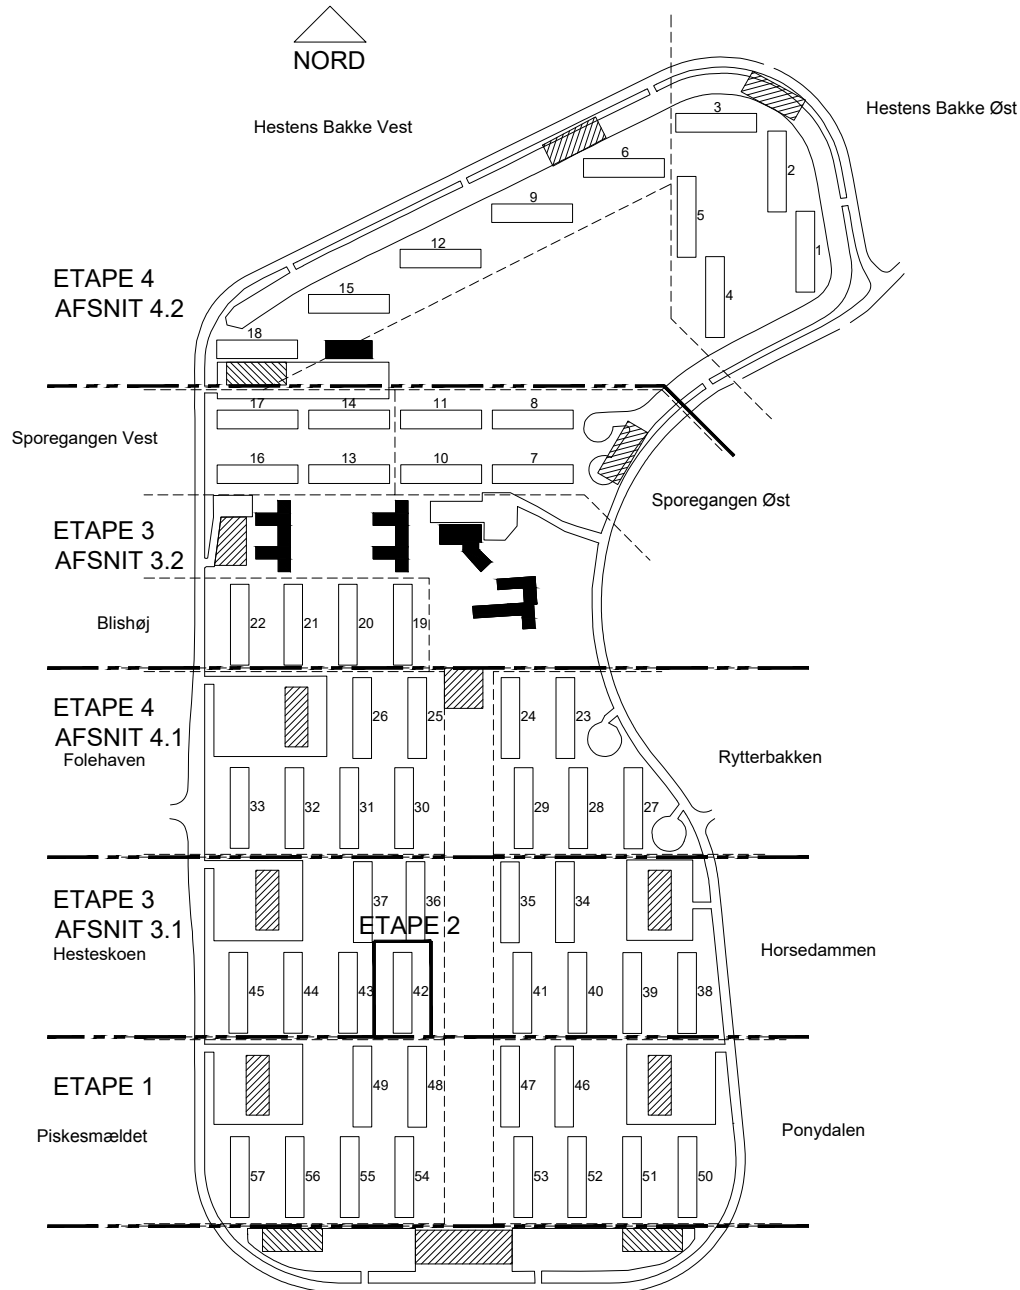 NORD
Hestens Bakke Vest
Hestens Bakke Øst
3
2
6
9
5
1
12
4
ETAPE 4
AFSNIT 4.2
15
18
17
14
11
8
Sporegangen Vest
16
13
10
7
Sporegangen Øst
ETAPE 3
AFSNIT 3.2
Blishøj
22
21
20
19
ETAPE 4
AFSNIT 4.1
Folehaven
26
25
24
23
Rytterbakken
33
32
31
30
29
28
27
ETAPE 3
AFSNIT 3.1
Hesteskoen
37
36
35
34
ETAPE 2
Horsedammen
45
44
43
42
41
40
39
38
ETAPE 1
49
48
47
46
Piskesmældet
Ponydalen
57
56
55
54
53
52
51
50